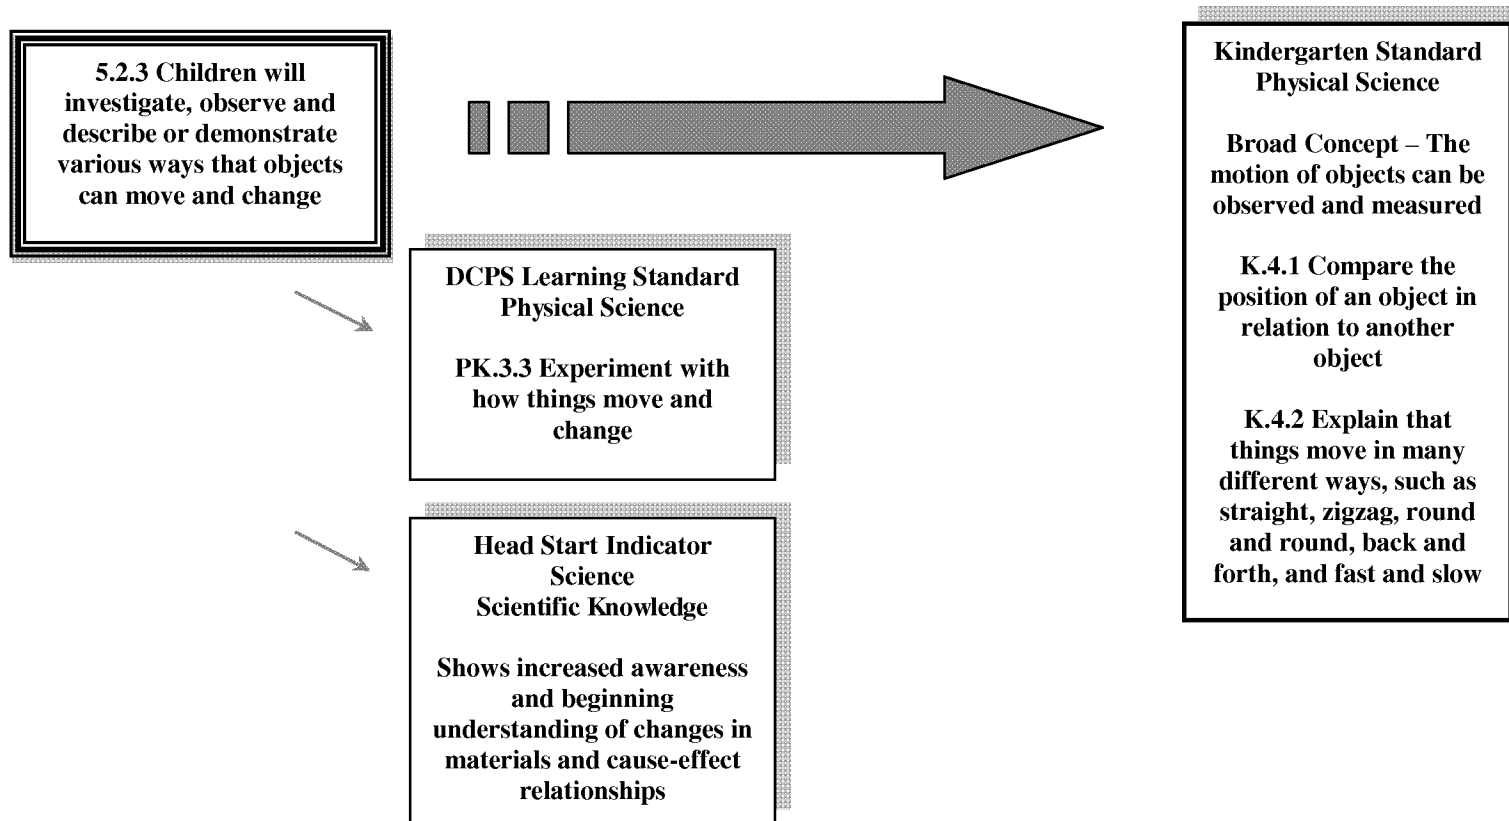 5.2.3 Children will
investigate, observe and
describe or demonstrate
various ways that objects
can move and change
DCPS Learning Standard
Physical Science
PK.3.3 Experiment with
how things move and
change
Head Start Indicator
Science
Scientific Knowledge
Shows increased awareness
and beginning
understanding of changes in
materials and cause-effect
relationships
Kindergarten Standard
Physical Science
Broad Concept – The
motion of objects can be
observed and measured
K.4.1 Compare the
position of an object in
relation to another
object
K.4.2 Explain that
things move in many
different ways, such as
straight, zigzag, round
and round, back and
forth, and fast and slow